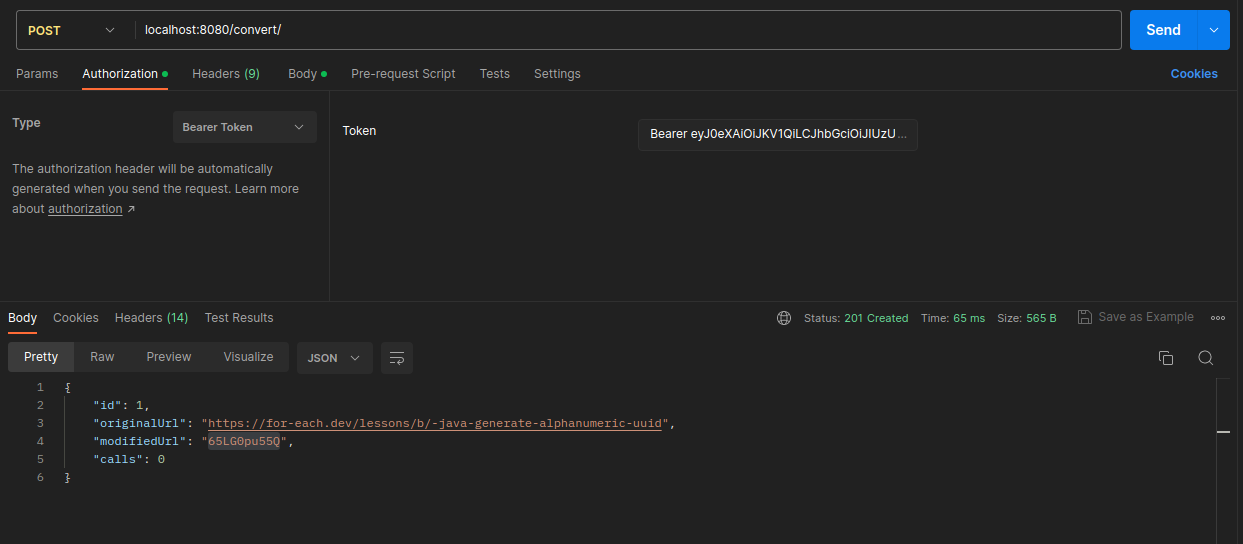 POST localhost:8080/convert/ Send
Params Authorization Headers (9) Body Pre-request Script Tests Settings Cookies
Type Bearer Token Token Bearer eyJ0eXAiOiJKV1QiLCJhbGciOiJIUzU...
The authorization header will be automatically
generated when you send the request. Learn more
about authorization ↗
Body Cookies Headers (14) Test Results Status: 201 Created Time: 65 ms Size: 565 B Save as Example
Pretty Raw Preview Visualize JSON
1 {
2 "id": 1,
3 "originalUrl": "https://for-each.dev/lessons/b/-java-generate-alphanumeric-uuid",
4 "modifiedUrl": "65LG0pu55Q",
5 "calls": 0
6 }